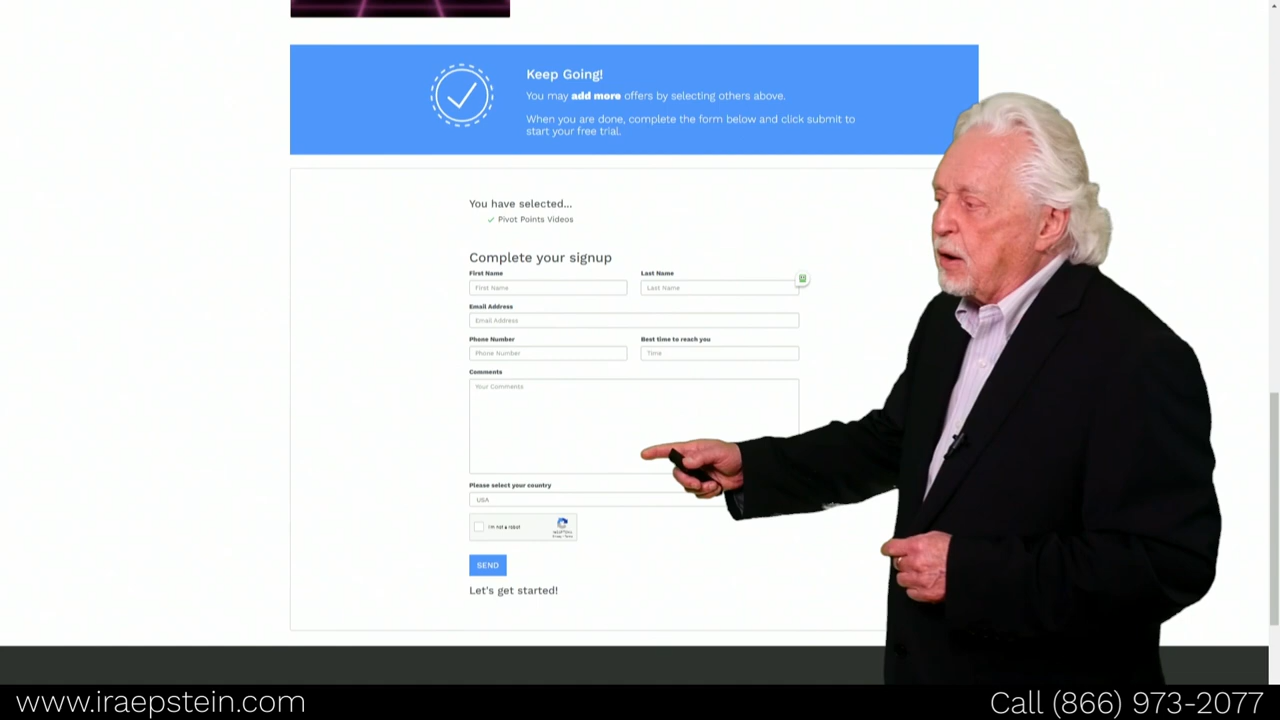 Keep Going!
You may add more offers by selecting others above.
When you are done, complete the form below and click submit to
start your free trial.
You have selected...
Pivot Points Videos
Complete your signup
First Name
Last Name
First Name
Last Name
Email Address
Email Address
Phone Number
Best time to reach you
Phone Number
Time
Comments
Your Comments
Please select your country
USA
I'm not a robot
reCAPTCHA
Privacy - Terms
SEND
Let's get started!
www.iraepstein.com
Call (866) 973-2077